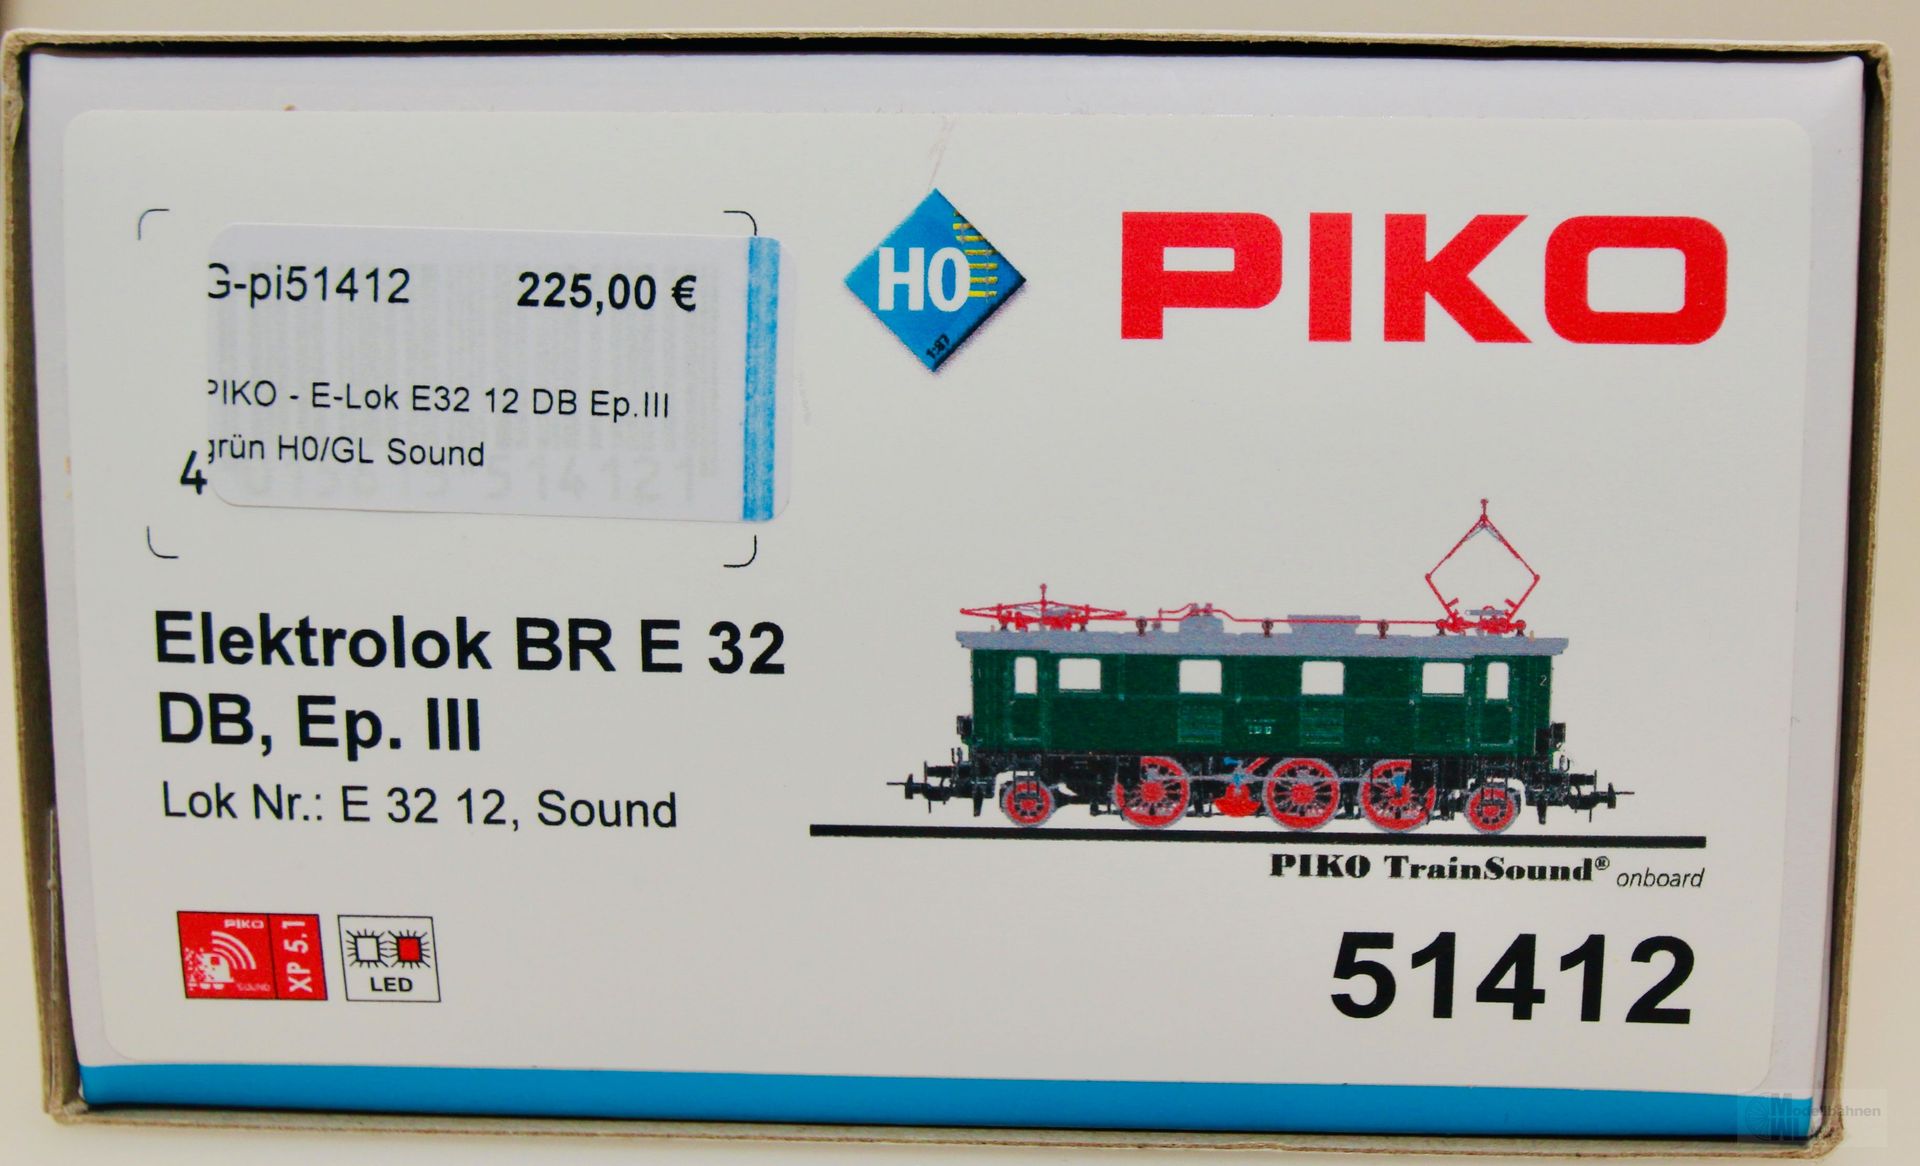 G-pi51412 225,00 €
PIKO - E-Lok E32 12 DB Ep.III
grün H0/GL Sound
4
H0
1:87
PIKO
Elektrolok BR E 32
DB, Ep. III
Lok Nr.: E 32 12, Sound
2
PIKO TrainSound® onboard
PIKO
SOUND
XP 5.1
LED
51412
Modellbahnen